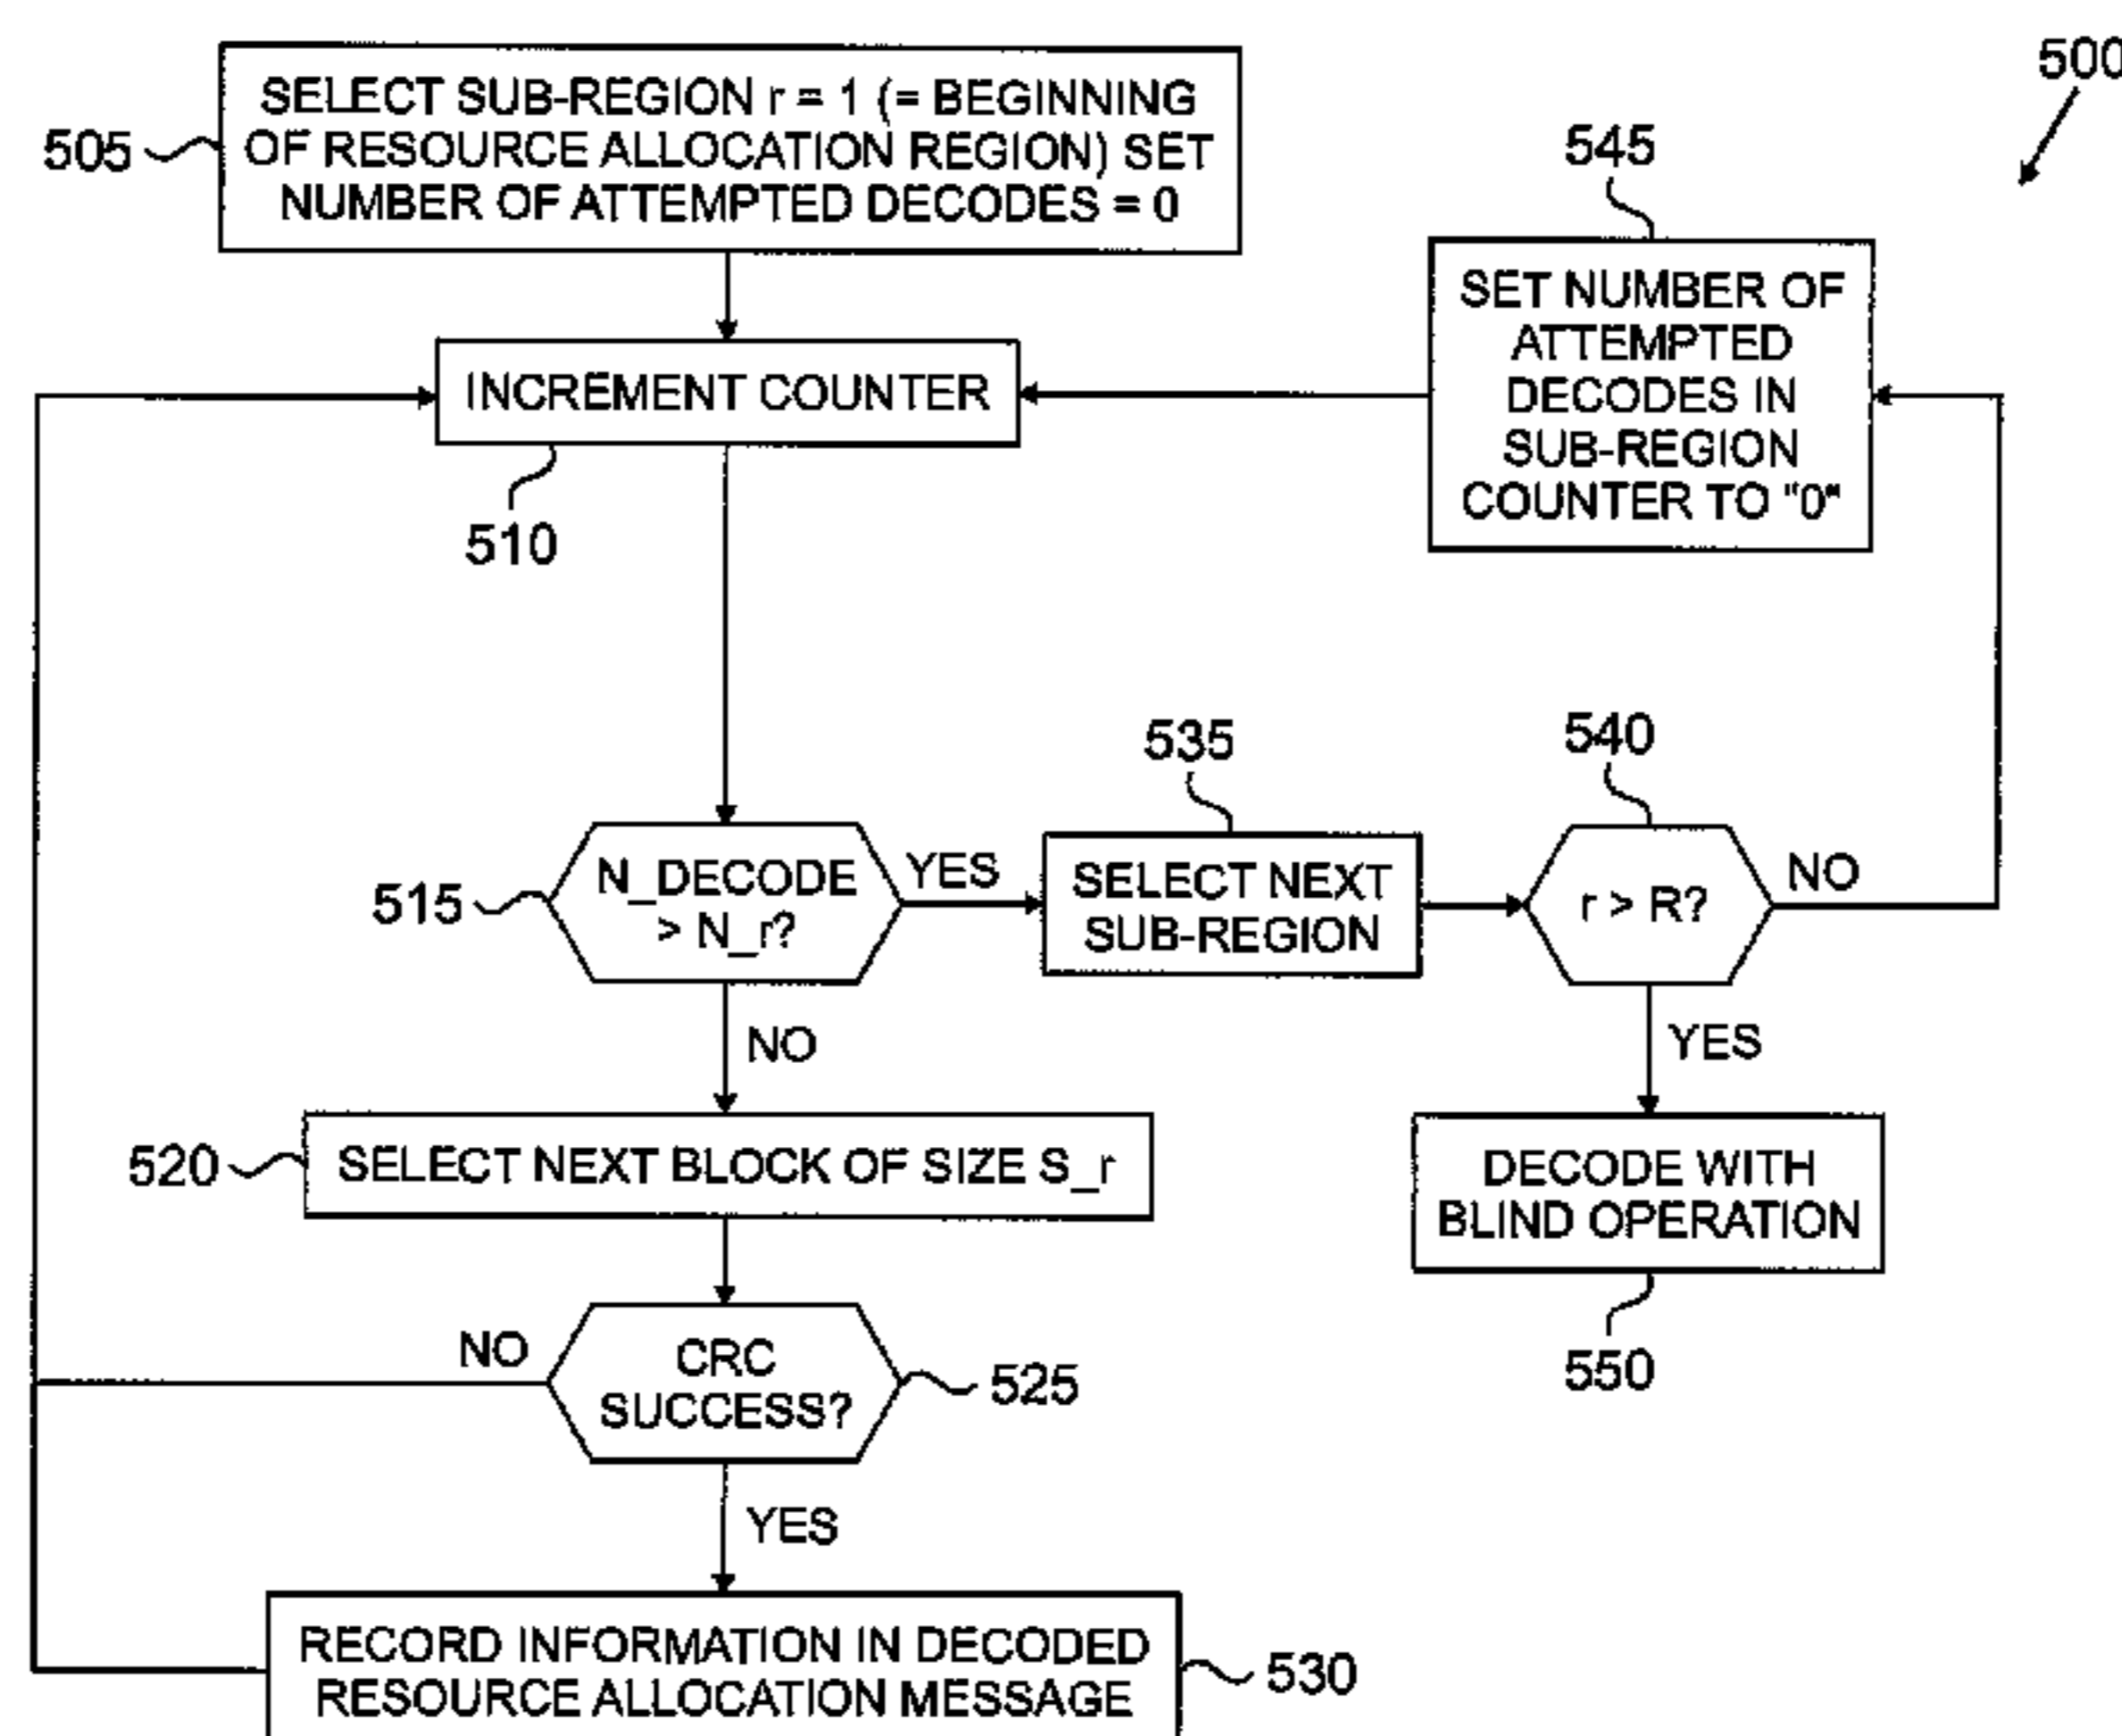 500
505
SELECT SUB-REGION r = 1 (= BEGINNING
OF RESOURCE ALLOCATION REGION) SET
NUMBER OF ATTEMPTED DECODES = 0
545
SET NUMBER OF
ATTEMPTED
DECODES IN
SUB-REGION
COUNTER TO "0"
INCREMENT COUNTER
510
515
N_DECODE
> N_r?
YES
535
SELECT NEXT
SUB-REGION
540
r > R?
NO
NO
YES
520
SELECT NEXT BLOCK OF SIZE S_r
DECODE WITH
BLIND OPERATION
550
NO
CRC
SUCCESS?
525
YES
RECORD INFORMATION IN DECODED
RESOURCE ALLOCATION MESSAGE
530